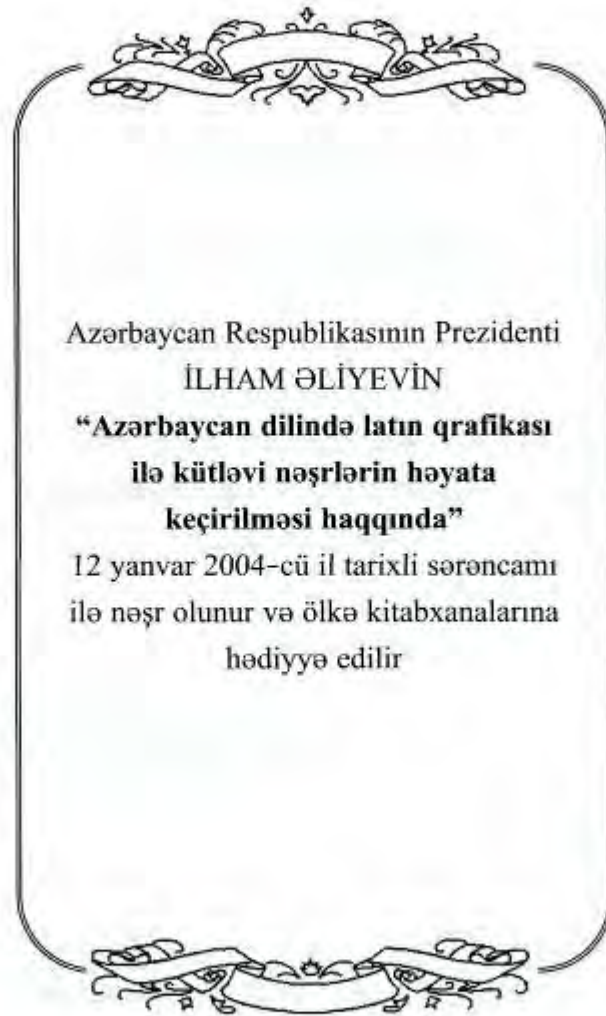 Azərbaycan Respublikasının Prezidenti
İLHAM ƏLİYEVİN
“Azərbaycan dilində latın qrafikası
ilə kütləvi nəşrlərin həyata
keçirilməsi haqqında”
12 yanvar 2004-cü il tarixli sərəncamı
ilə nəşr olunur və ölkə kitabxanalarına
hədiyyə edilir